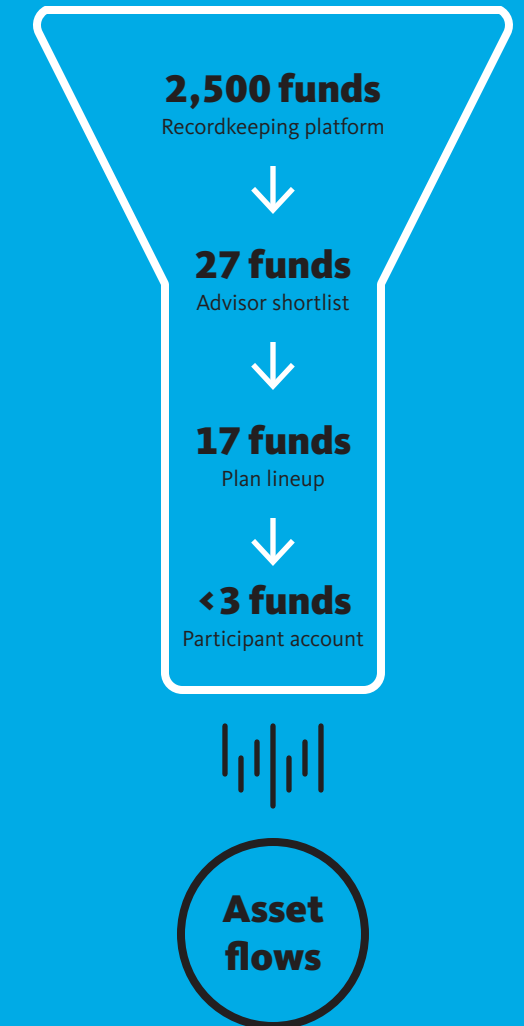 2,500 funds
Recordkeeping platform
27 funds
Advisor shortlist
17 funds
Plan lineup
<3 funds
Participant account
Asset
flows